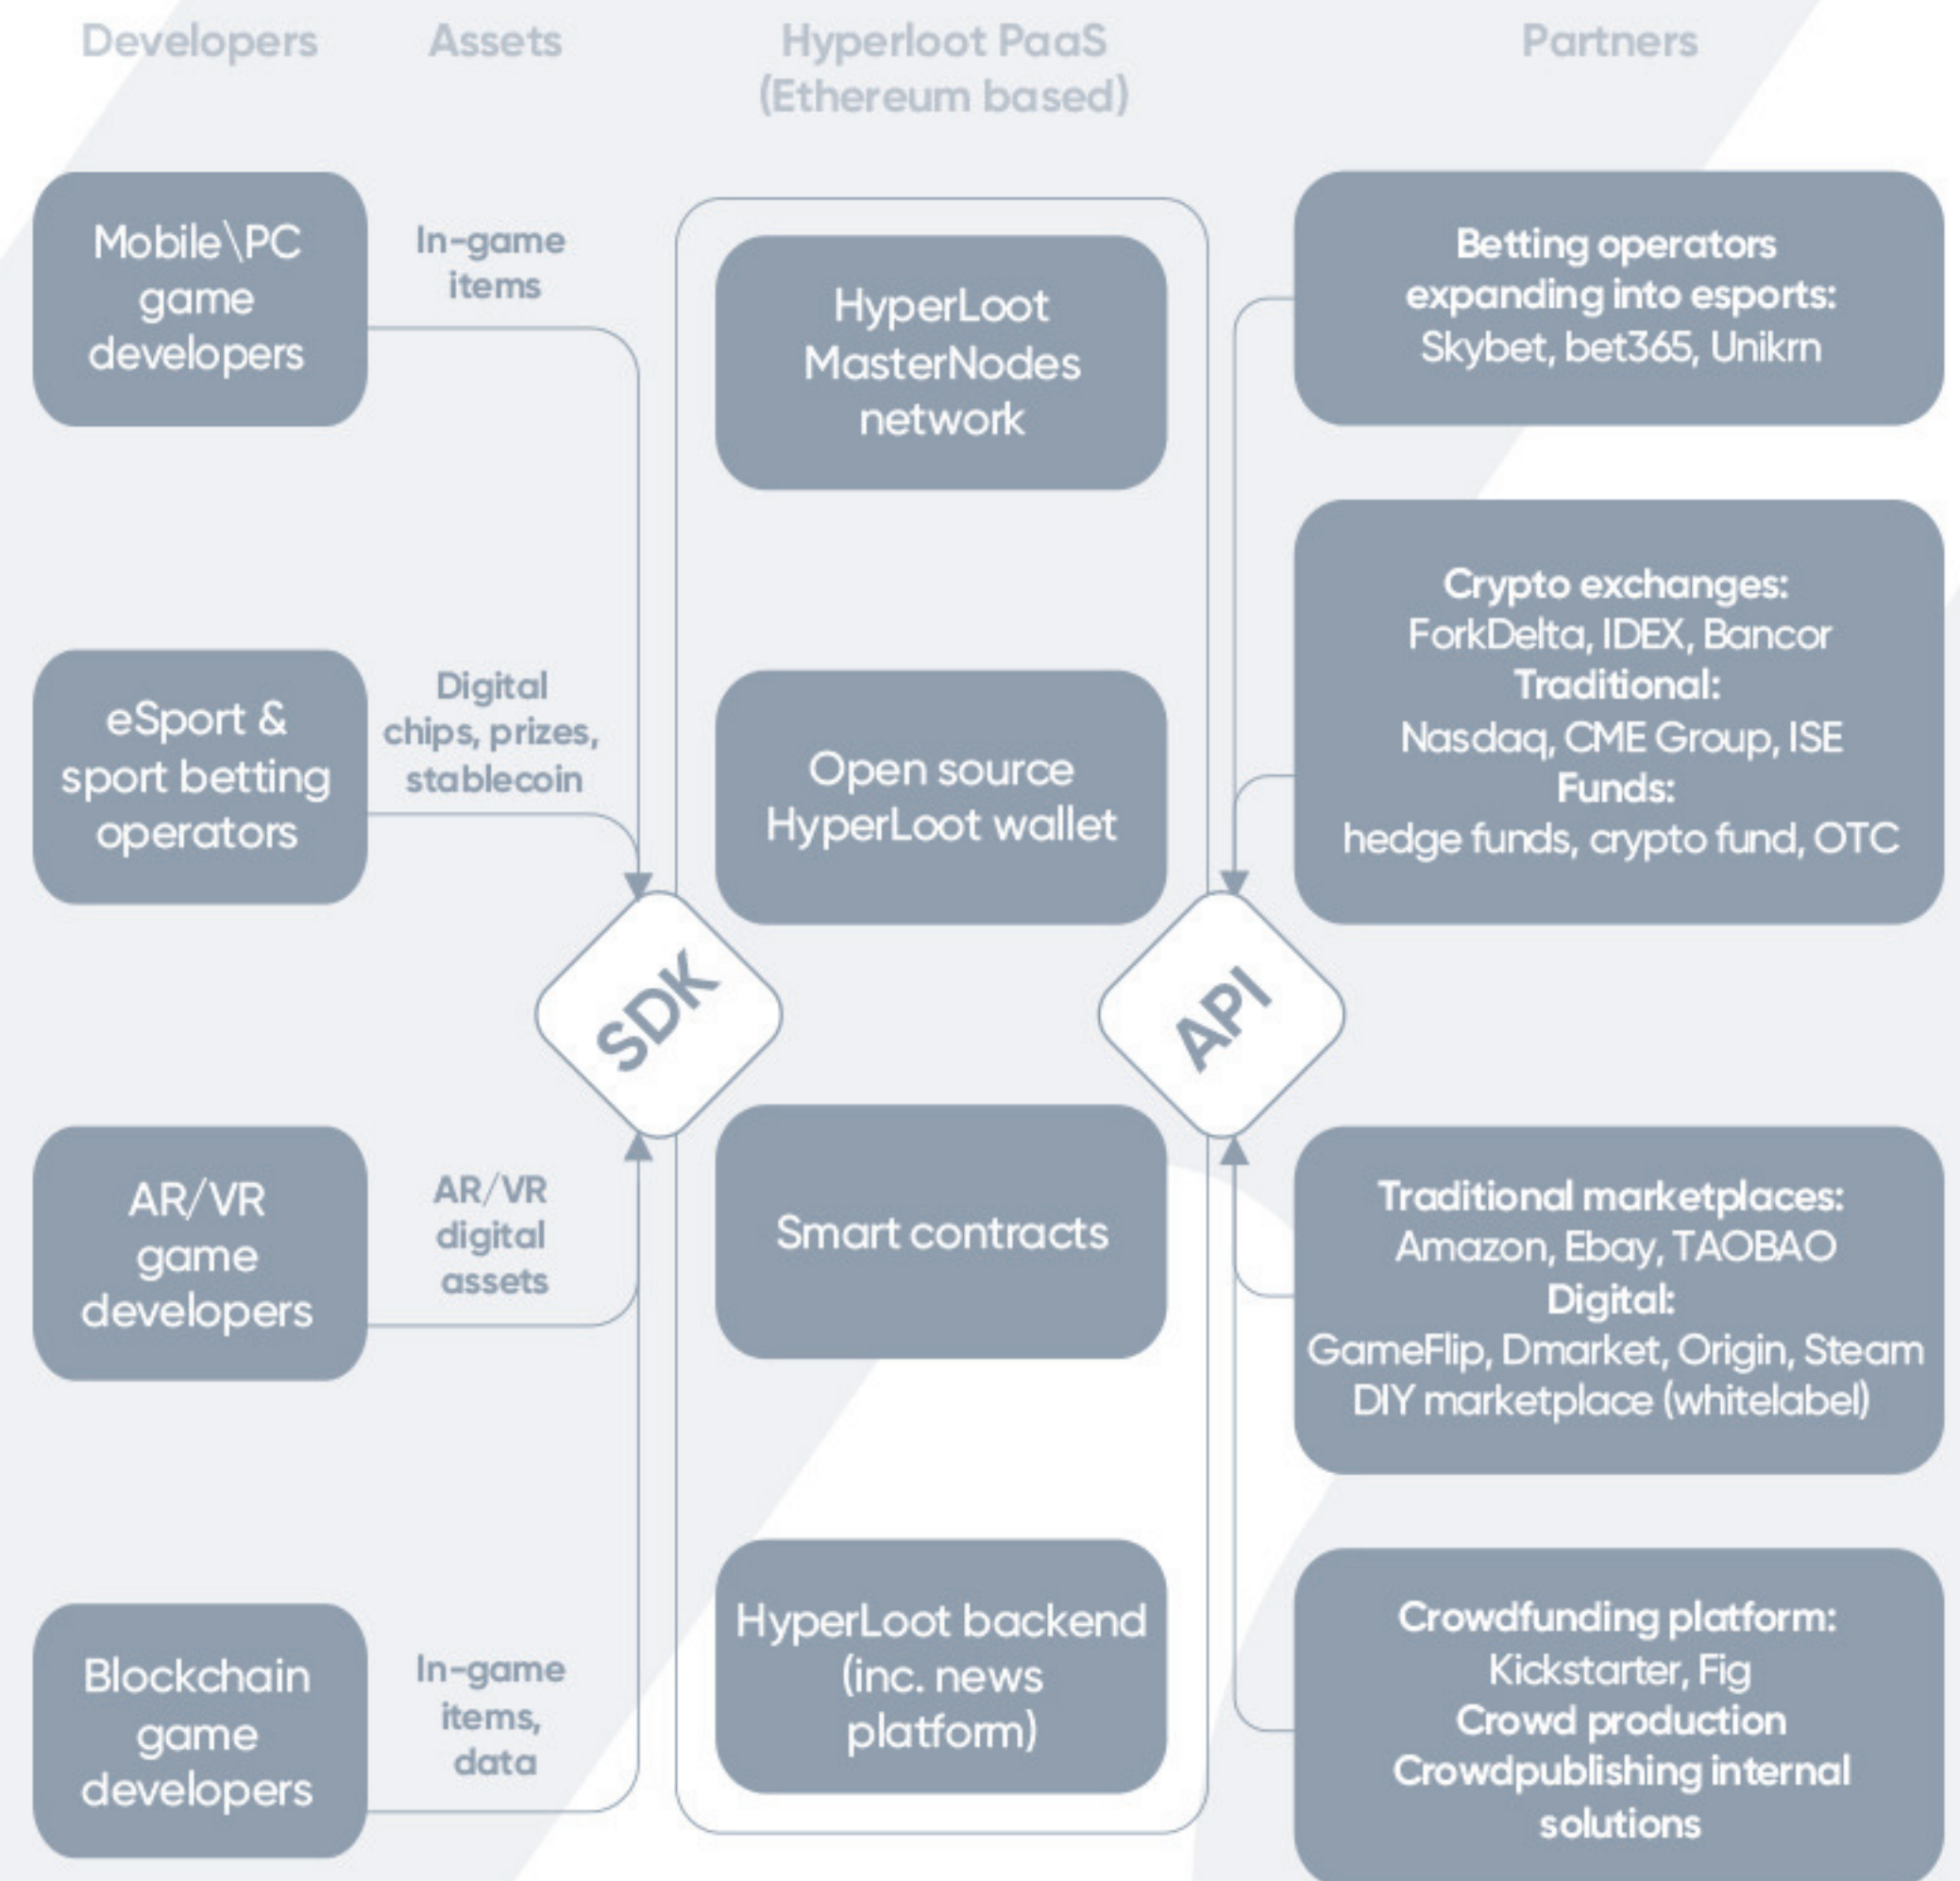 Developers
Assets
Hyperloot PaaS
(Ethereum based)
Partners
Mobile\PC
game
developers
In-game
items
eSport &
sport betting
operators
Digital
chips, prizes,
stablecoin
AR/VR
game
developers
AR/VR
digital
assets
Blockchain
game
developers
In-game
items,
data
SDK
HyperLoot
MasterNodes
network
Open source
HyperLoot wallet
Smart contracts
HyperLoot backend
(inc. news
platform)
API
Betting operators
expanding into esports:
Skybet, bet365, Unikrn
Crypto exchanges:
ForkDelta, IDEX, Bancor
Traditional:
Nasdaq, CME Group, ISE
Funds:
hedge funds, crypto fund, OTC
Traditional marketplaces:
Amazon, Ebay, TAOBAO
Digital:
GameFlip, Dmarket, Origin, Steam
DIY marketplace (whitelabel)
Crowdfunding platform:
Kickstarter, Fig
Crowd production
Crowdpublishing internal
solutions